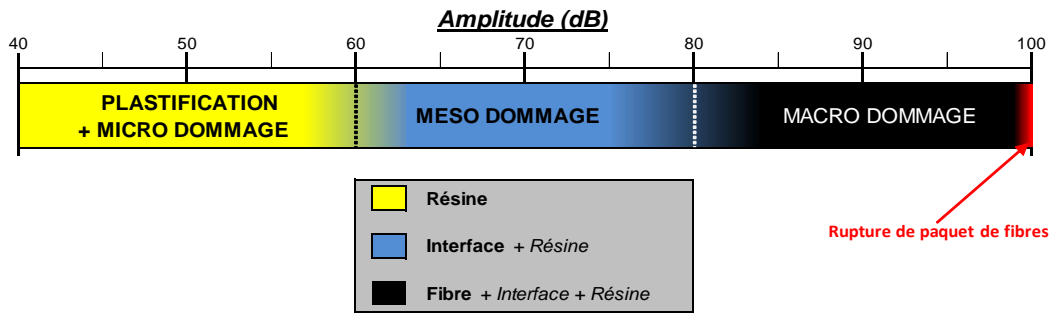 Amplitude (dB)
40 50 60 70 80 90 100
PLASTIFICATION
+ MICRO DOMMAGE
MESO DOMMAGE
MACRO DOMMAGE
Résine
Interface + Résine
Fibre + Interface + Résine
Rupture de paquet de fibres